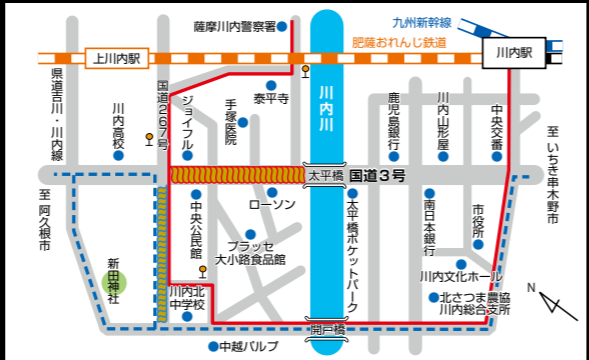 薩摩川内警察署
九州新幹線
肥薩おれんじ鉄道
上川内駅
川内駅
県道吉川・川内線
川内高校
国道267号
ジョイフル
手塚医院
泰平寺
川内川
鹿児島銀行
川内山形屋
中央交番
至 いちき串木野市
太平橋
国道3号
至 阿久根市
新田神社
中央公民館
ローソン
プラッセ
大小路食品館
太平橋ポケットパーク
南日本銀行
市役所
川内文化ホール
北さつま農協
川内総合支所
川内北
中学校
開戸橋
中越パルプ
N